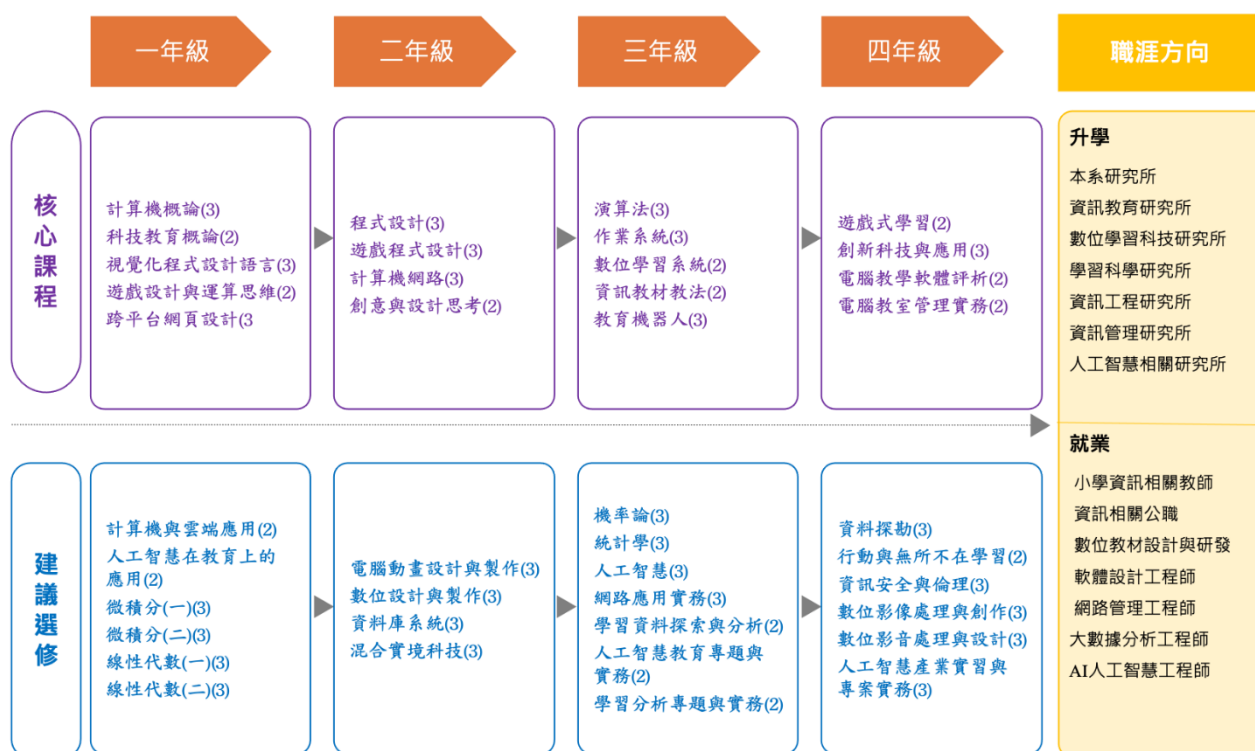 一年級
二年級
三年級
四年級
職涯方向
核心課程
計算機概論(3)
科技教育概論(2)
視覺化程式設計語言(3)
遊戲設計與運算思維(2)
跨平台網頁設計(3
程式設計(3)
遊戲程式設計(3)
計算機網路(3)
創意與設計思考(2)
演算法(3)
作業系統(3)
數位學習系統(2)
資訊教材教法(2)
教育機器人(3)
遊戲式學習(2)
創新科技與應用(3)
電腦教學軟體評析(2)
電腦教室管理實務(2)
升學
本系研究所
資訊教育研究所
數位學習科技研究所
學習科學研究所
資訊工程研究所
資訊管理研究所
人工智慧相關研究所
建議選修
計算機與雲端應用(2)
人工智慧在教育上的
應用(2)
微積分(一)(3)
微積分(二)(3)
線性代數(一)(3)
線性代數(二)(3)
電腦動畫設計與製作(3)
數位設計與製作(3)
資料庫系統(3)
混合實境科技(3)
機率論(3)
統計學(3)
人工智慧(3)
網路應用實務(3)
學習資料探索與分析(2)
人工智慧教育專題與
實務(2)
學習分析專題與實務(2)
資料探勘(3)
行動與無所不在學習(2)
資訊安全與倫理(3)
數位影像處理與創作(3)
數位影音處理與設計(3)
人工智慧產業實習與
專案實務(3)
就業
小學資訊相關教師
資訊相關公職
數位教材設計與研發
軟體設計工程師
網路管理工程師
大數據分析工程師
AI人工智慧工程師